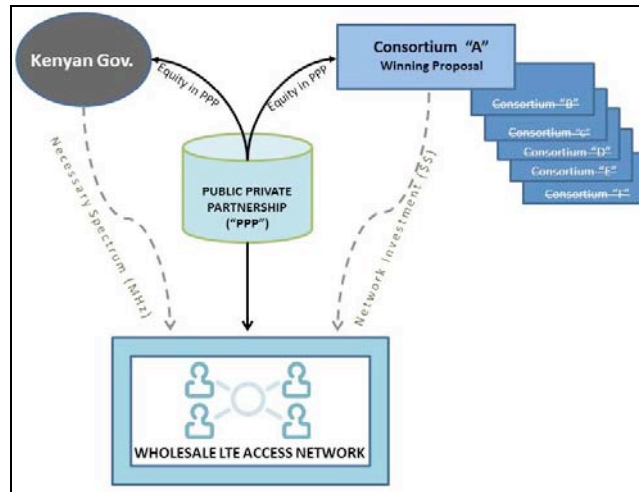 Kenyan Gov.
Equity in PPP
Equity in PPP
Consortium "A"
Winning Proposal
Consortium "B"
Consortium "C"
Consortium "D"
Consortium "E"
Consortium "F"
PUBLIC PRIVATE
PARTNERSHIP
("PPP")
Necessary Spectrum (MHz)
Network Investment ($$)
WHOLESALE LTE ACCESS NETWORK